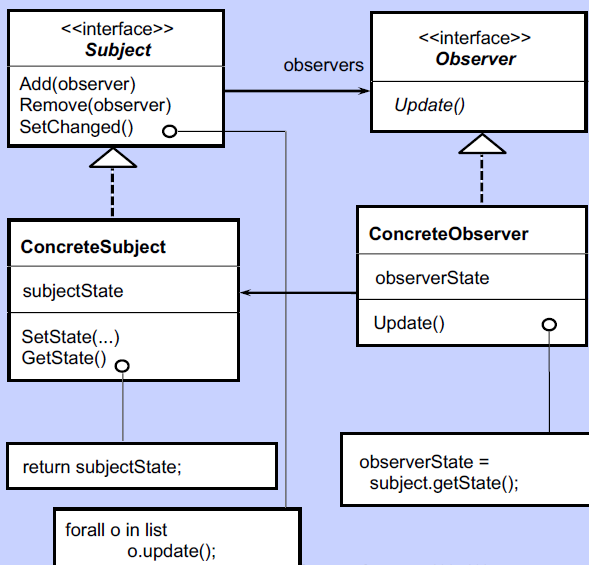 <<interface>>
Subject
Add(observer)
Remove(observer)
SetChanged()
observers
<<interface>>
Observer
Update()
ConcreteSubject
subjectState
SetState(...)
GetState()
ConcreteObserver
observerState
Update()
return subjectState;
observerState =
subject.getState();
forall o in list
o.update();